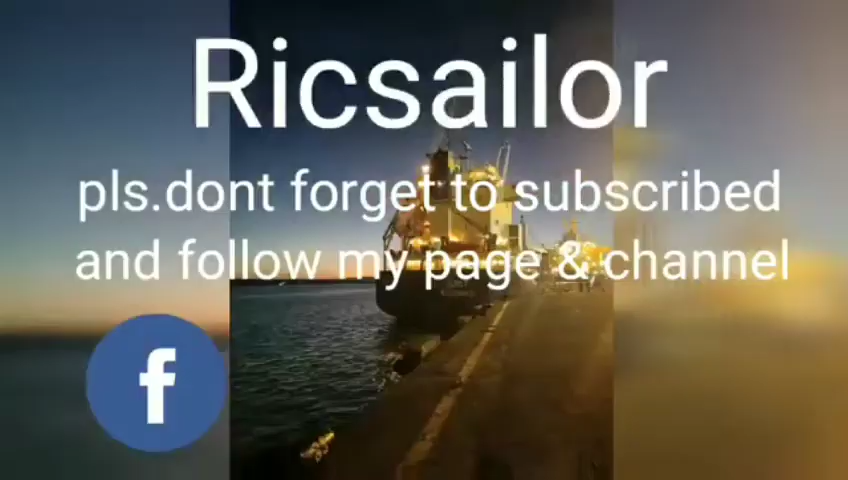 Ricsailor
pls.dont forget to subscribed
and follow my page & channel
f